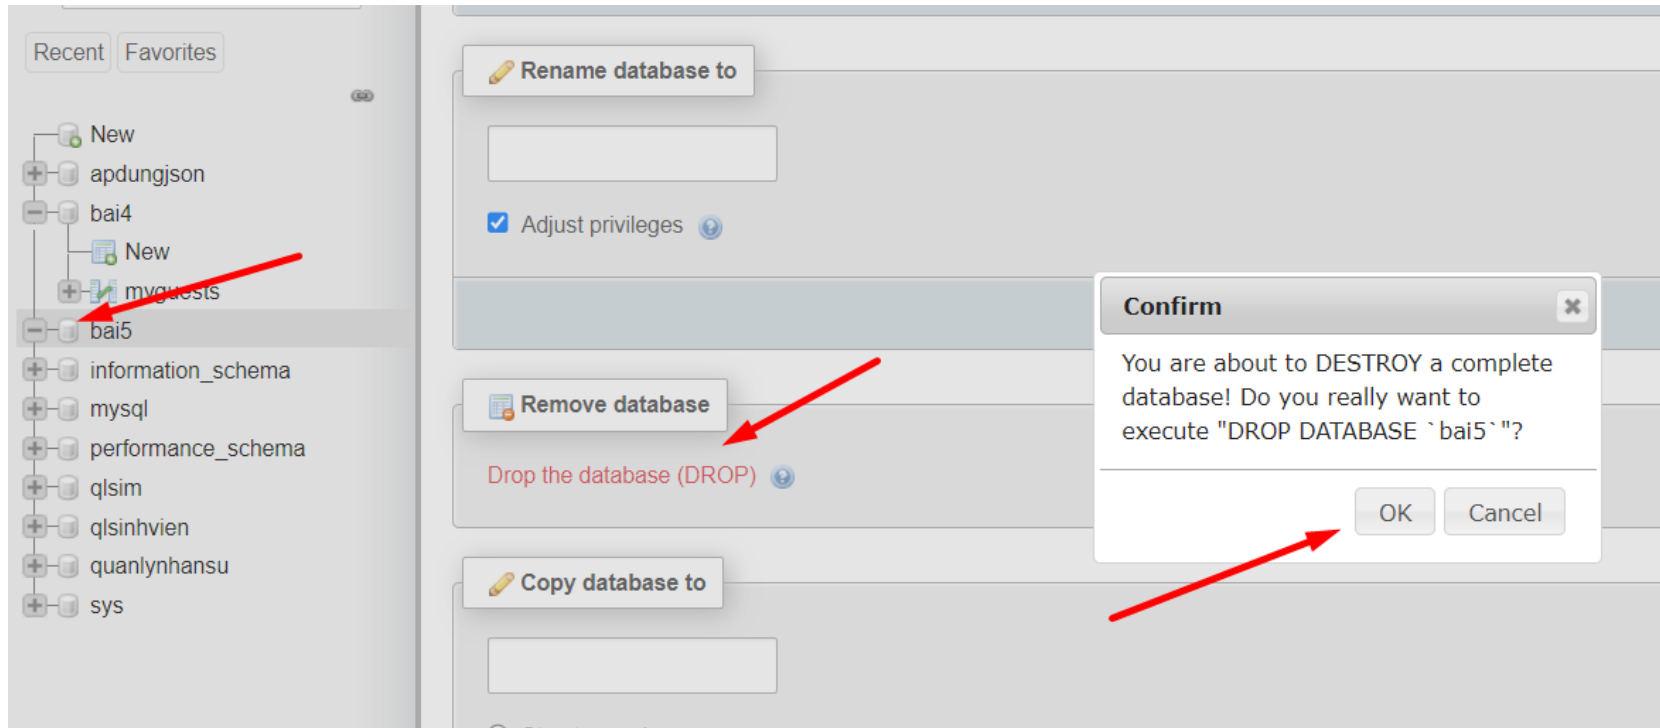 Recent Favorites
New
apdungjson
bai4
New
myguests
bai5
information_schema
mysql
performance_schema
qlsim
qlsinhvien
quanlynhansu
sys
Rename database to
Adjust privileges
Remove database
Drop the database (DROP)
Copy database to
Confirm
You are about to DESTROY a complete
database! Do you really want to
execute "DROP DATABASE `bai5`"?
OK Cancel